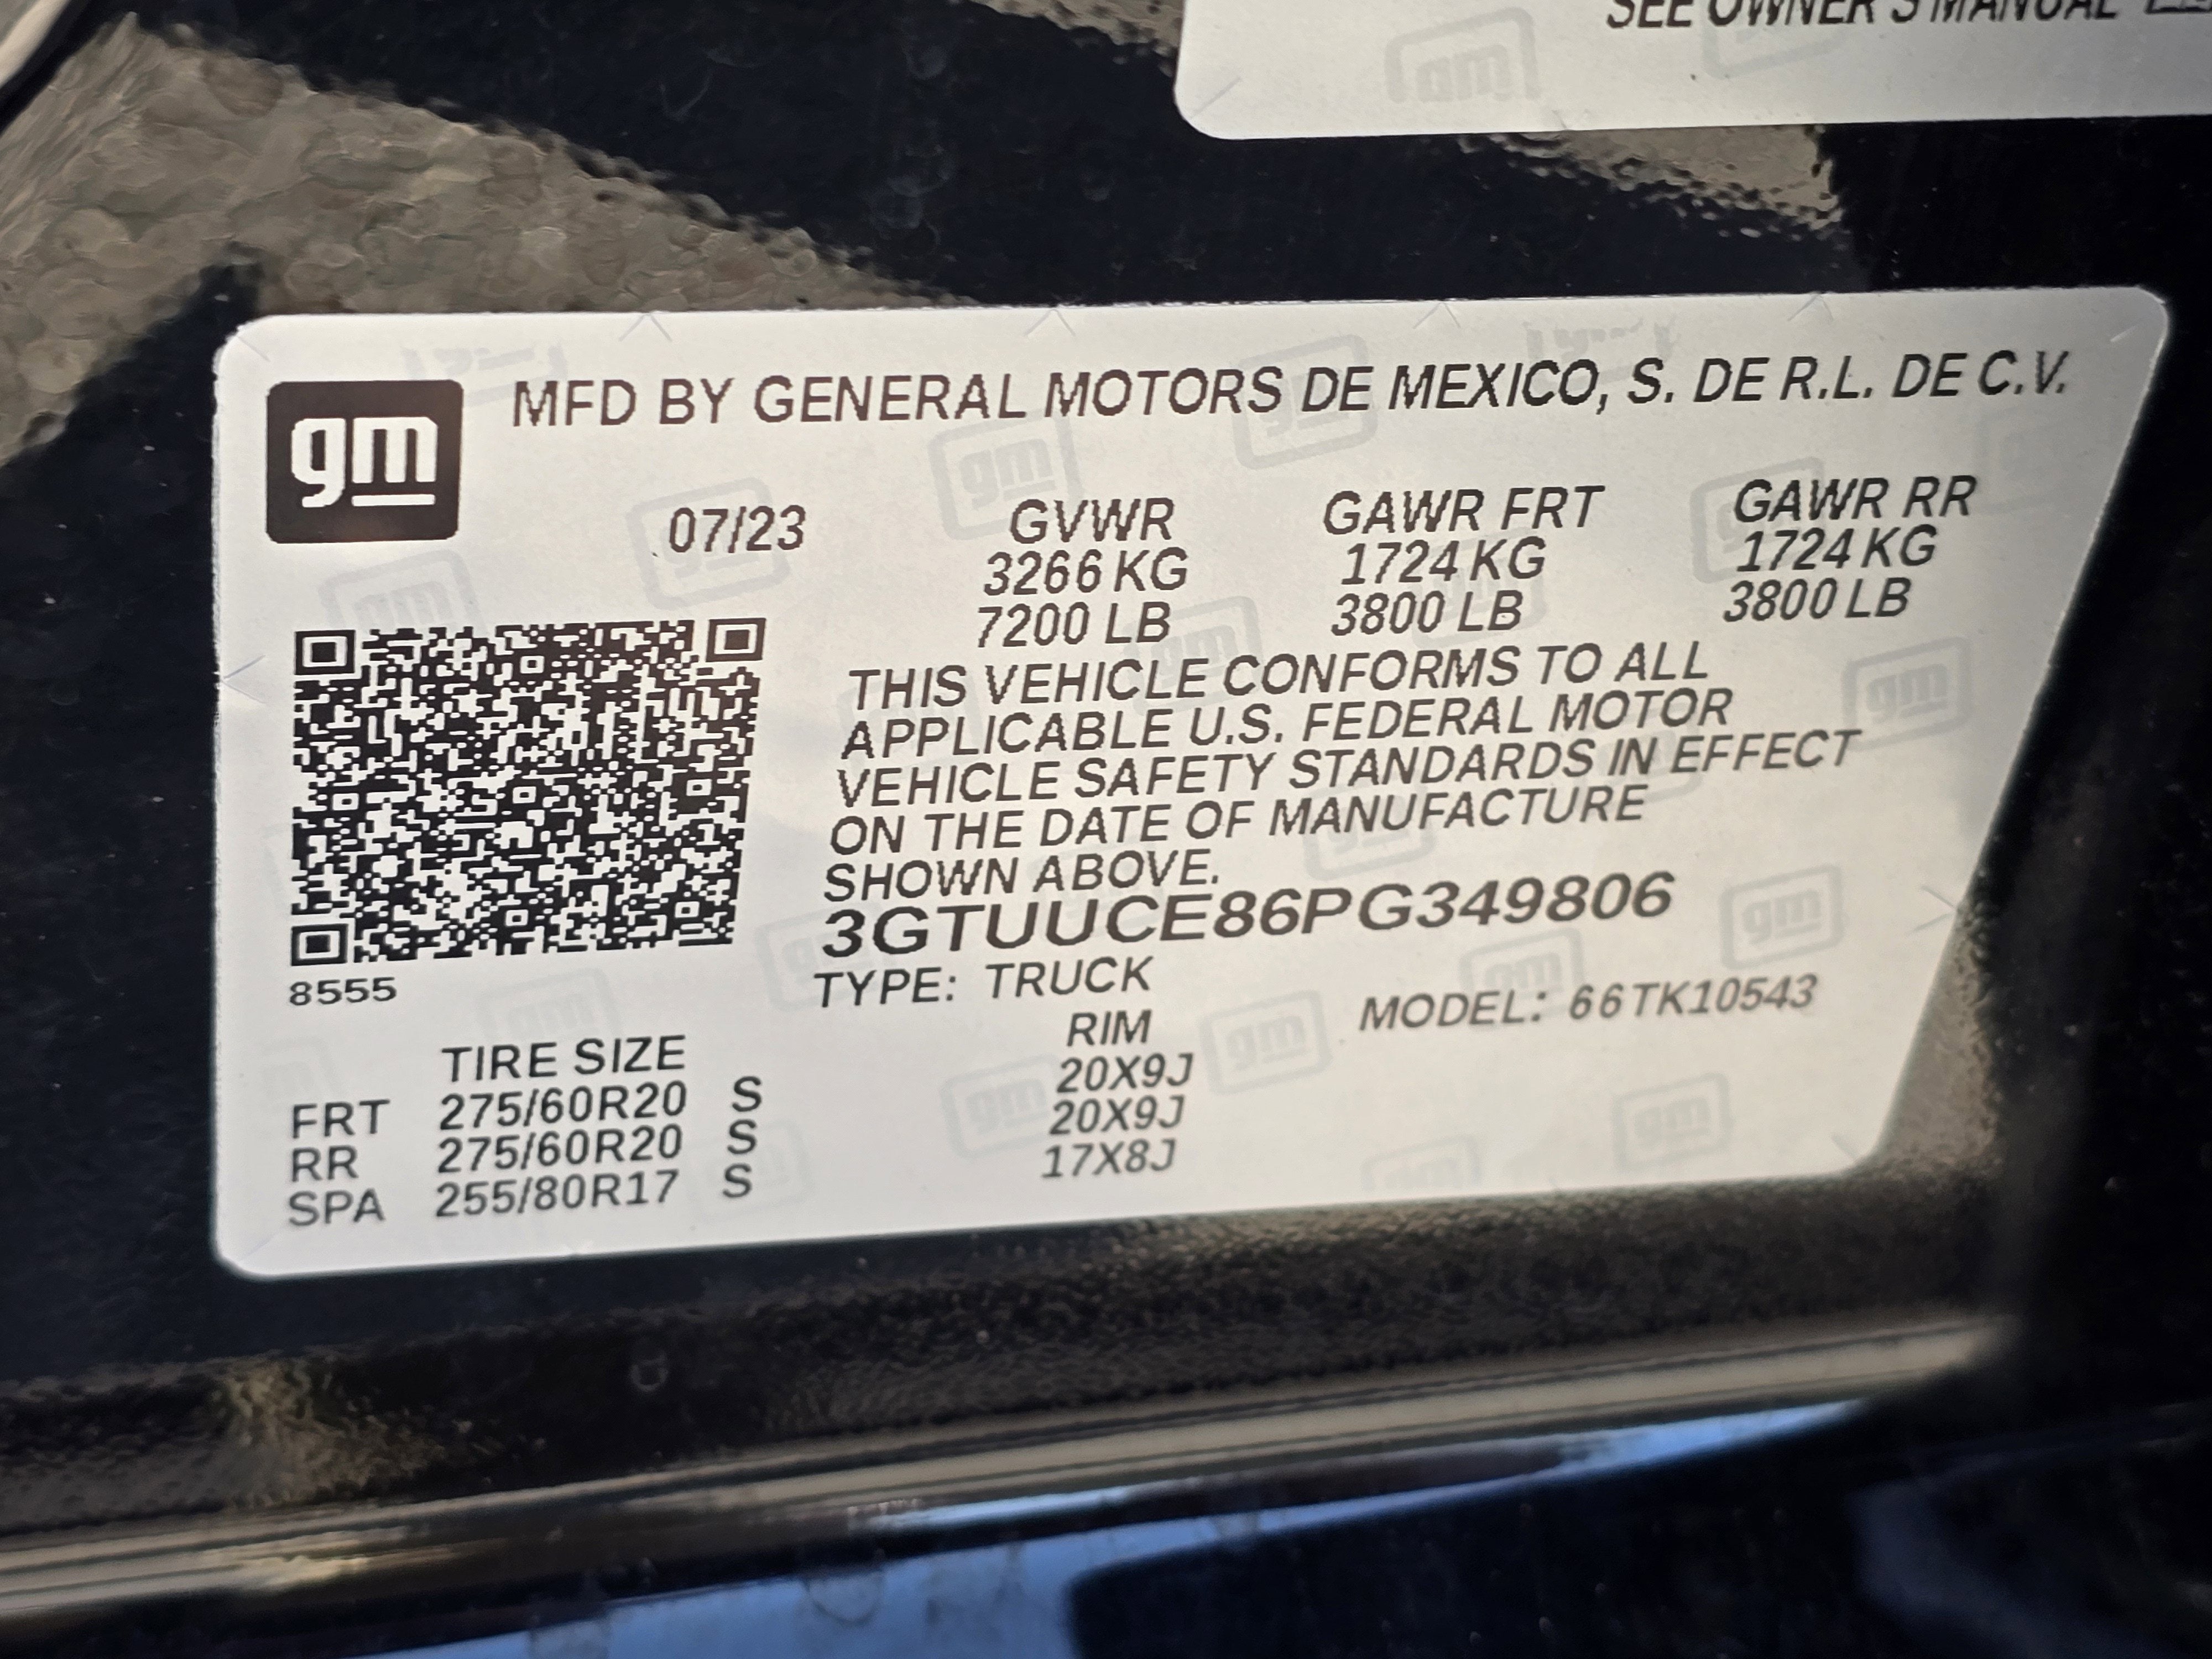 SEE OWNER'S MANUAL
gm
MFD BY GENERAL MOTORS DE MEXICO, S. DE R.L. DE C.V.
07/23 GVWR GAWR FRT GAWR RR
3266 KG 1724 KG 1724 KG
7200 LB 3800 LB 3800 LB
THIS VEHICLE CONFORMS TO ALL
APPLICABLE U.S. FEDERAL MOTOR
VEHICLE SAFETY STANDARDS IN EFFECT
ON THE DATE OF MANUFACTURE
SHOWN ABOVE.
3GTUUCE86PG349806
8555
TYPE: TRUCK MODEL: 66TK10543
TIRE SIZE RIM
FRT 275/60R20 S 20X9J
RR 275/60R20 S 20X9J
SPA 255/80R17 S 17X8J